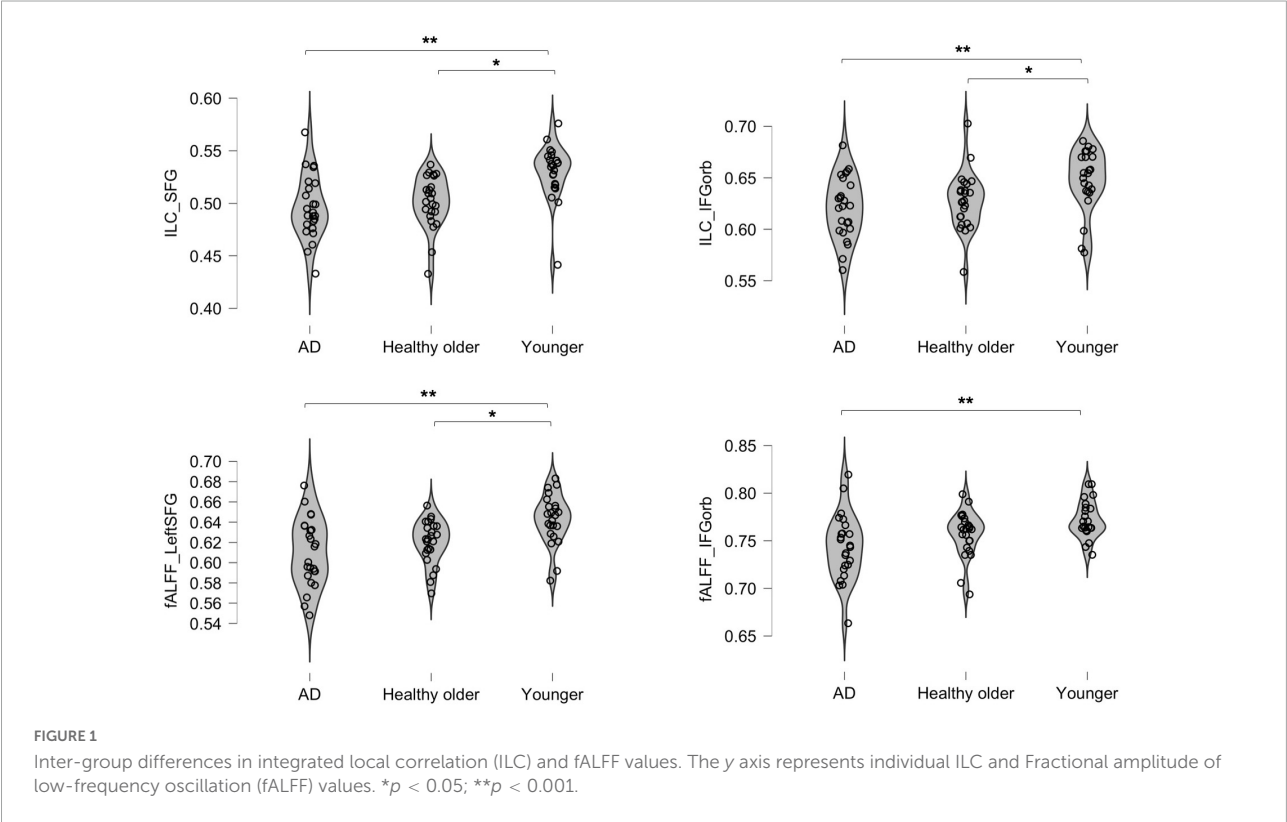 **
*
ILC_SFG
0.60
0.55
0.50
0.45
0.40
AD Healthy older Younger
**
*
ILC_IFGorb
0.70
0.65
0.60
0.55
AD Healthy older Younger
**
*
fALFF_LeftSFG
0.70
0.68
0.66
0.64
0.62
0.60
0.58
0.56
0.54
AD Healthy older Younger
**
fALFF_IFGorb
0.85
0.80
0.75
0.70
0.65
AD Healthy older Younger
FIGURE 1
Inter-group differences in integrated local correlation (ILC) and fALFF values. The y axis represents individual ILC and Fractional amplitude of
low-frequency oscillation (fALFF) values. *p < 0.05; **p < 0.001.